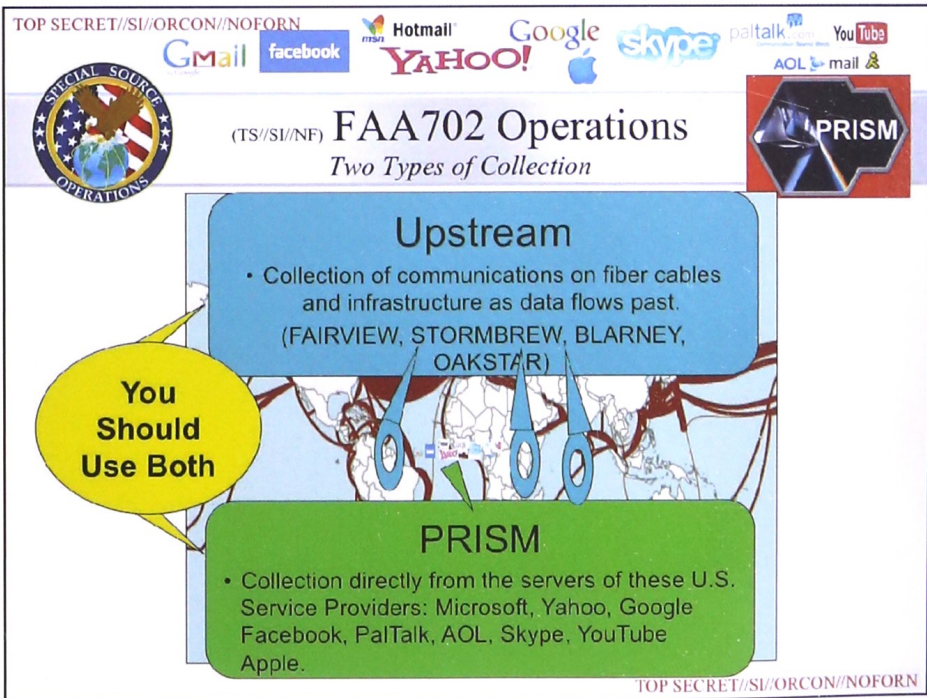 TOP SECRET//SI//ORCON//NOFORN
Gmail
facebook
msn Hotmail
YAHOO!
Google
skype
paltalk.com
YouTube
AOL mail
SPECIAL SOURCE
OPERATIONS
(TS//SI//NF) FAA702 Operations
Two Types of Collection
PRISM
Upstream
• Collection of communications on fiber cables
and infrastructure as data flows past.
(FAIRVIEW, STORMBREW, BLARNEY,
OAKSTAR)
You
Should
Use Both
PRISM
• Collection directly from the servers of these U.S.
Service Providers: Microsoft, Yahoo, Google
Facebook, PalTalk, AOL, Skype, YouTube
Apple.
TOP SECRET//SI//ORCON//NOFORN